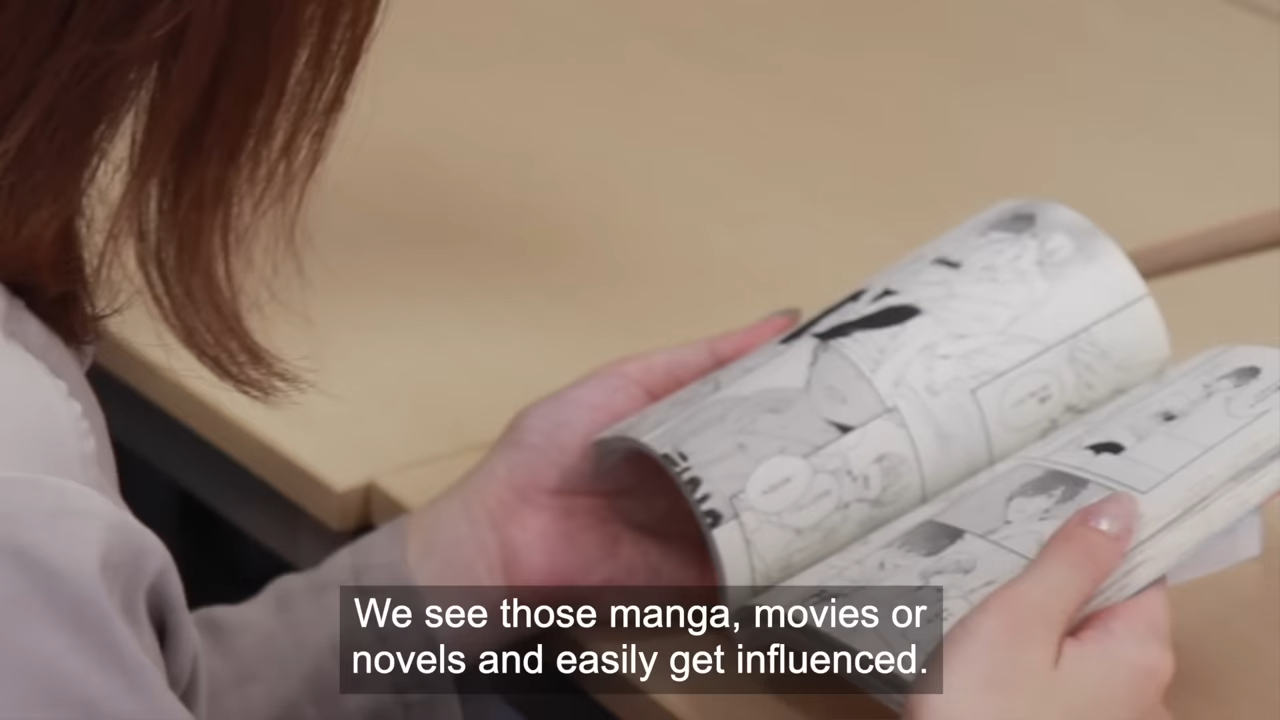 We see those manga, movies or
novels and easily get influenced.